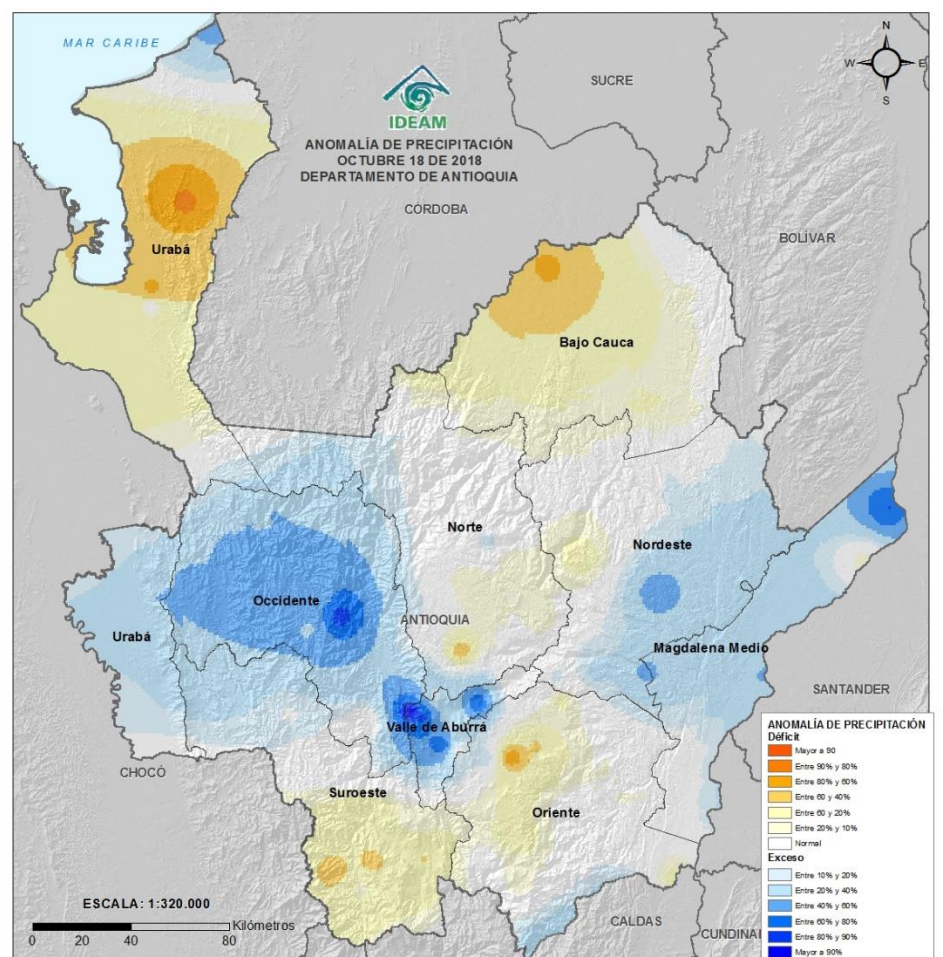 MAR CARIBE
N
W
E
S
SUCRE
IDEAM
ANOMALÍA DE PRECIPITACIÓN
OCTUBRE 18 DE 2018
DEPARTAMENTO DE ANTIOQUIA
CÓRDOBA
BOLÍVAR
Urabá
Bajo Cauca
Norte
Nordeste
Occidente
ANTIOQUIA
Urabá
Magdalena Medio
SANTANDER
Valle de Aburrá
CHOCÓ
Suroeste
Oriente
CALDAS
CUNDINA
ESCALA: 1:320.000
Kilómetros
0 20 40 80
ANOMALÍA DE PRECIPITACIÓN
Déficit
Mayor a 90
Entre 90% y 80%
Entre 80% y 60%
Entre 60 y 40%
Entre 60 y 20%
Entre 20% y 10%
Normal
Exceso
Entre 10% y 20%
Entre 20% y 40%
Entre 40% y 60%
Entre 60% y 80%
Entre 80% y 90%
Mayor a 90%